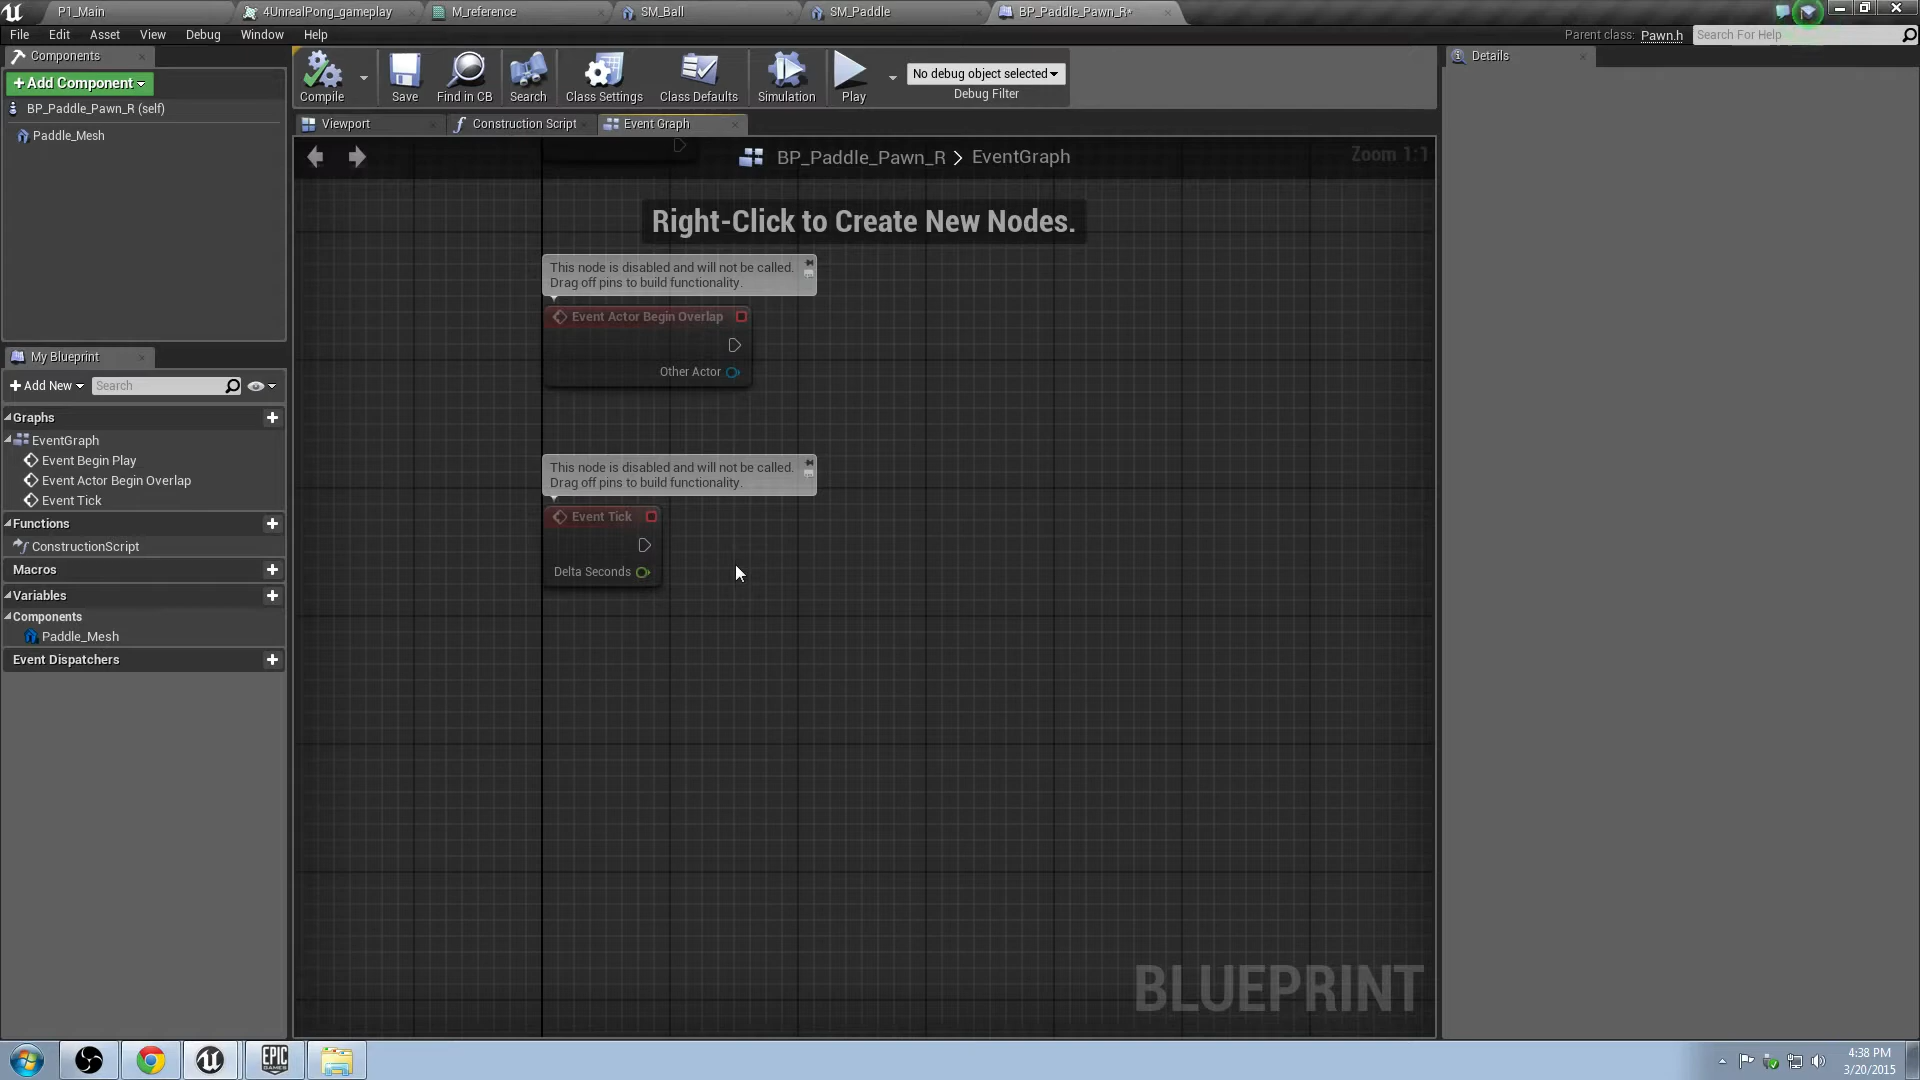 P1_Main
4UnrealPong_gameplay
M_reference
SM_Ball
SM_Paddle
BP_Paddle_Pawn_R*
File Edit Asset View Debug Window Help
Parent class: Pawn.h
Search For Help
Components
+Add Component
BP_Paddle_Pawn_R (self)
Paddle_Mesh
Compile
Save
Find in CB
Search
Class Settings
Class Defaults
Simulation
Play
No debug object selected
Debug Filter
Details
Viewport
Construction Script
Event Graph
BP_Paddle_Pawn_R > EventGraph
Zoom 1:1
Right-Click to Create New Nodes.
This node is disabled and will not be called.
Drag off pins to build functionality.
Event Actor Begin Overlap
Other Actor
This node is disabled and will not be called.
Drag off pins to build functionality.
Event Tick
Delta Seconds
BLUEPRINT
My Blueprint
+Add New
Search
Graphs
EventGraph
Event Begin Play
Event Actor Begin Overlap
Event Tick
Functions
ConstructionScript
Macros
Variables
Components
Paddle_Mesh
Event Dispatchers
EPIC
GAMES
4:38 PM
3/20/2015